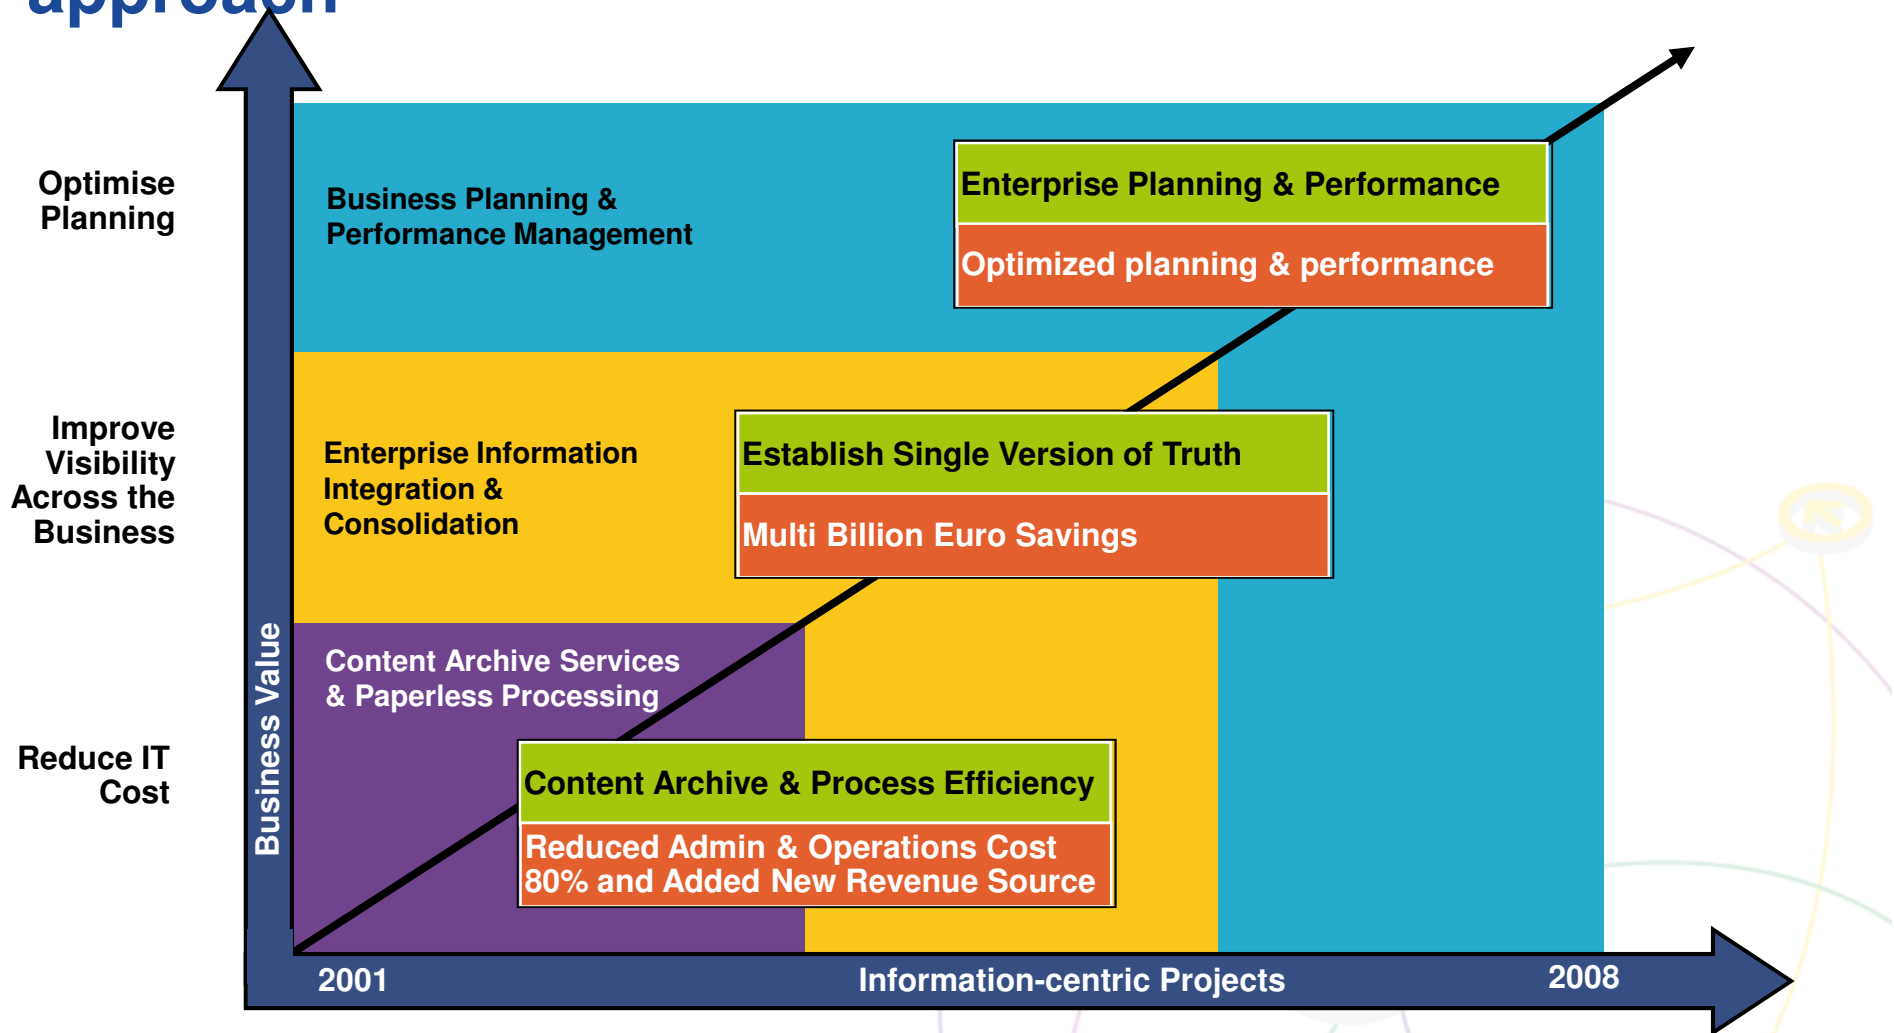 approach
Optimise
Planning
Business Planning &
Performance Management
Enterprise Planning & Performance
Optimized planning & performance
Improve
Visibility
Across the
Business
Enterprise Information
Integration &
Consolidation
Establish Single Version of Truth
Multi Billion Euro Savings
Content Archive Services
& Paperless Processing
Reduce IT
Cost
Business Value
Content Archive & Process Efficiency
Reduced Admin & Operations Cost
80% and Added New Revenue Source
2001
Information-centric Projects
2008